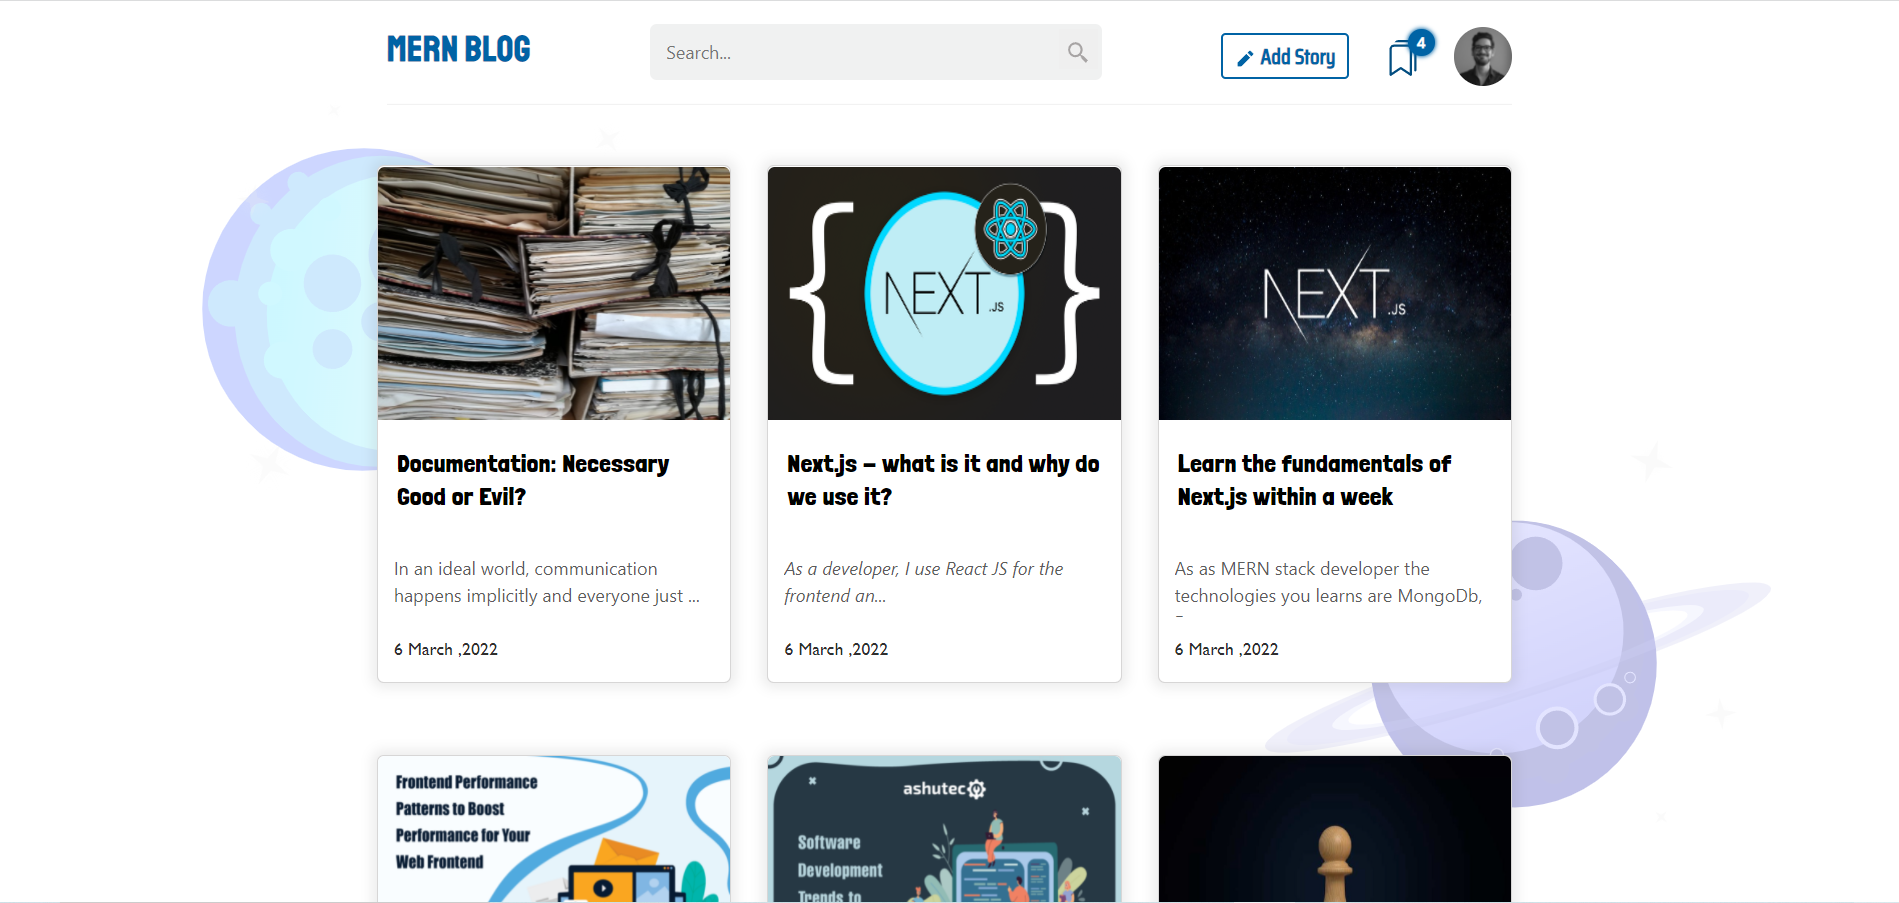 MERN BLOG
Search...
Add Story
4
NEXT.JS
NEXT.JS
Documentation: Necessary
Good or Evil?
Next.js – what is it and why do
we use it?
Learn the fundamentals of
Next.js within a week
In an ideal world, communication
happens implicitly and everyone just ...
As a developer, I use React JS for the
frontend an...
As as MERN stack developer the
technologies you learns are MongoDb,
6 March ,2022
6 March ,2022
6 March ,2022
Frontend Performance
Patterns to Boost
Performance for Your
Web Frontend
ashutec
Software
Development
Trends to